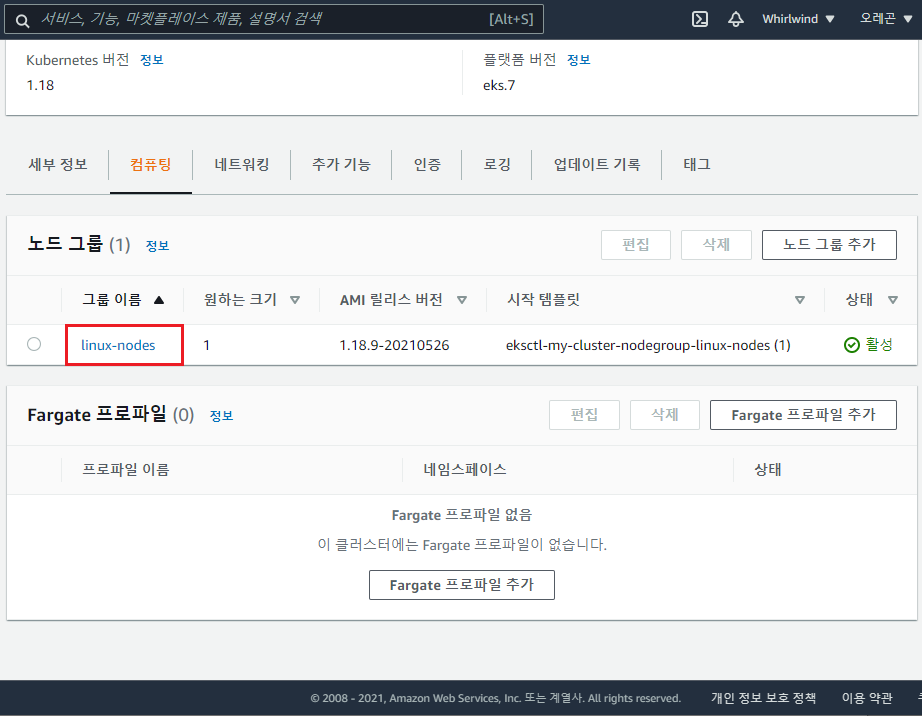 서비스, 기능, 마켓플레이스 제품, 설명서 검색 [Alt+S] Whirlwind ▼ 오레곤 ▼
Kubernetes 버전 정보 플랫폼 버전 정보
1.18 eks.7
세부 정보 컴퓨팅 네트워킹 추가 기능 인증 로깅 업데이트 기록 태그
노드 그룹 (1) 정보 편집 삭제 노드 그룹 추가
그룹 이름 ▲ 원하는 크기 ▽ AMI 릴리스 버전 ▽ 시작 템플릿 ▽ 상태 ▽
linux-nodes 1 1.18.9-20210526 eksctl-my-cluster-nodegroup-linux-nodes (1) 활성
Fargate 프로파일 (0) 정보 편집 삭제 Fargate 프로파일 추가
프로파일 이름 네임스페이스 상태
Fargate 프로파일 없음
이 클러스터에는 Fargate 프로파일이 없습니다.
Fargate 프로파일 추가
© 2008 - 2021, Amazon Web Services, Inc. 또는 계열사. All rights reserved. 개인 정보 보호 정책 이용 약관